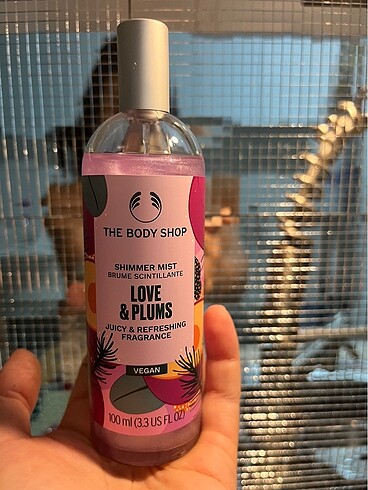 THE BODY SHOP
SHIMMER MIST
BRUME SCINTILLANTE
LOVE
& PLUMS
JUICY & REFRESHING
FRAGRANCE
VEGAN
100 ml (3.3 US FL OZ)